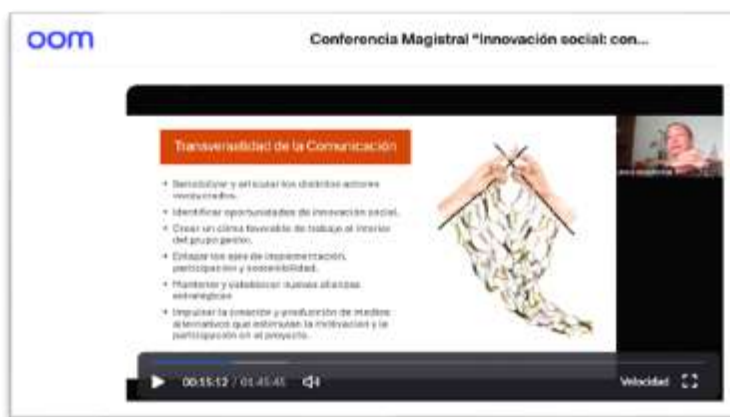 oom
Conferencia Magistral "Innovación social: con...
Transversalidad de la Comunicación
• Sensibilizar y articular los distintos actores
involucrados.
• Identificar oportunidades de innovación social.
• Crear un clima favorable de trabajo al interior
del grupo gestor.
• Enlazar los ejes de implementación,
participación y sostenibilidad.
• Mantener y establecer nuevas alianzas
estratégicas
• Impulsar la creación y producción de medios
alternativos que estimulan la motivación y la
participación en el proyecto.
00:15:12 / 01:45:45
Velocidad